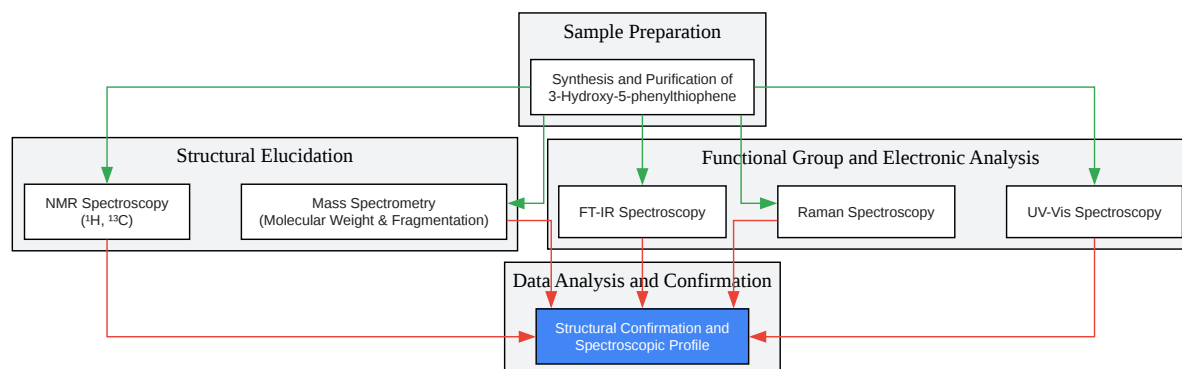 Sample Preparation
Synthesis and Purification of
3-Hydroxy-5-phenylthiophene
Structural Elucidation
NMR Spectroscopy
(¹H, ¹³C)
Mass Spectrometry
(Molecular Weight & Fragmentation)
Functional Group and Electronic Analysis
FT-IR Spectroscopy
Raman Spectroscopy
UV-Vis Spectroscopy
Data Analysis and Confirmation
Structural Confirmation and
Spectroscopic Profile